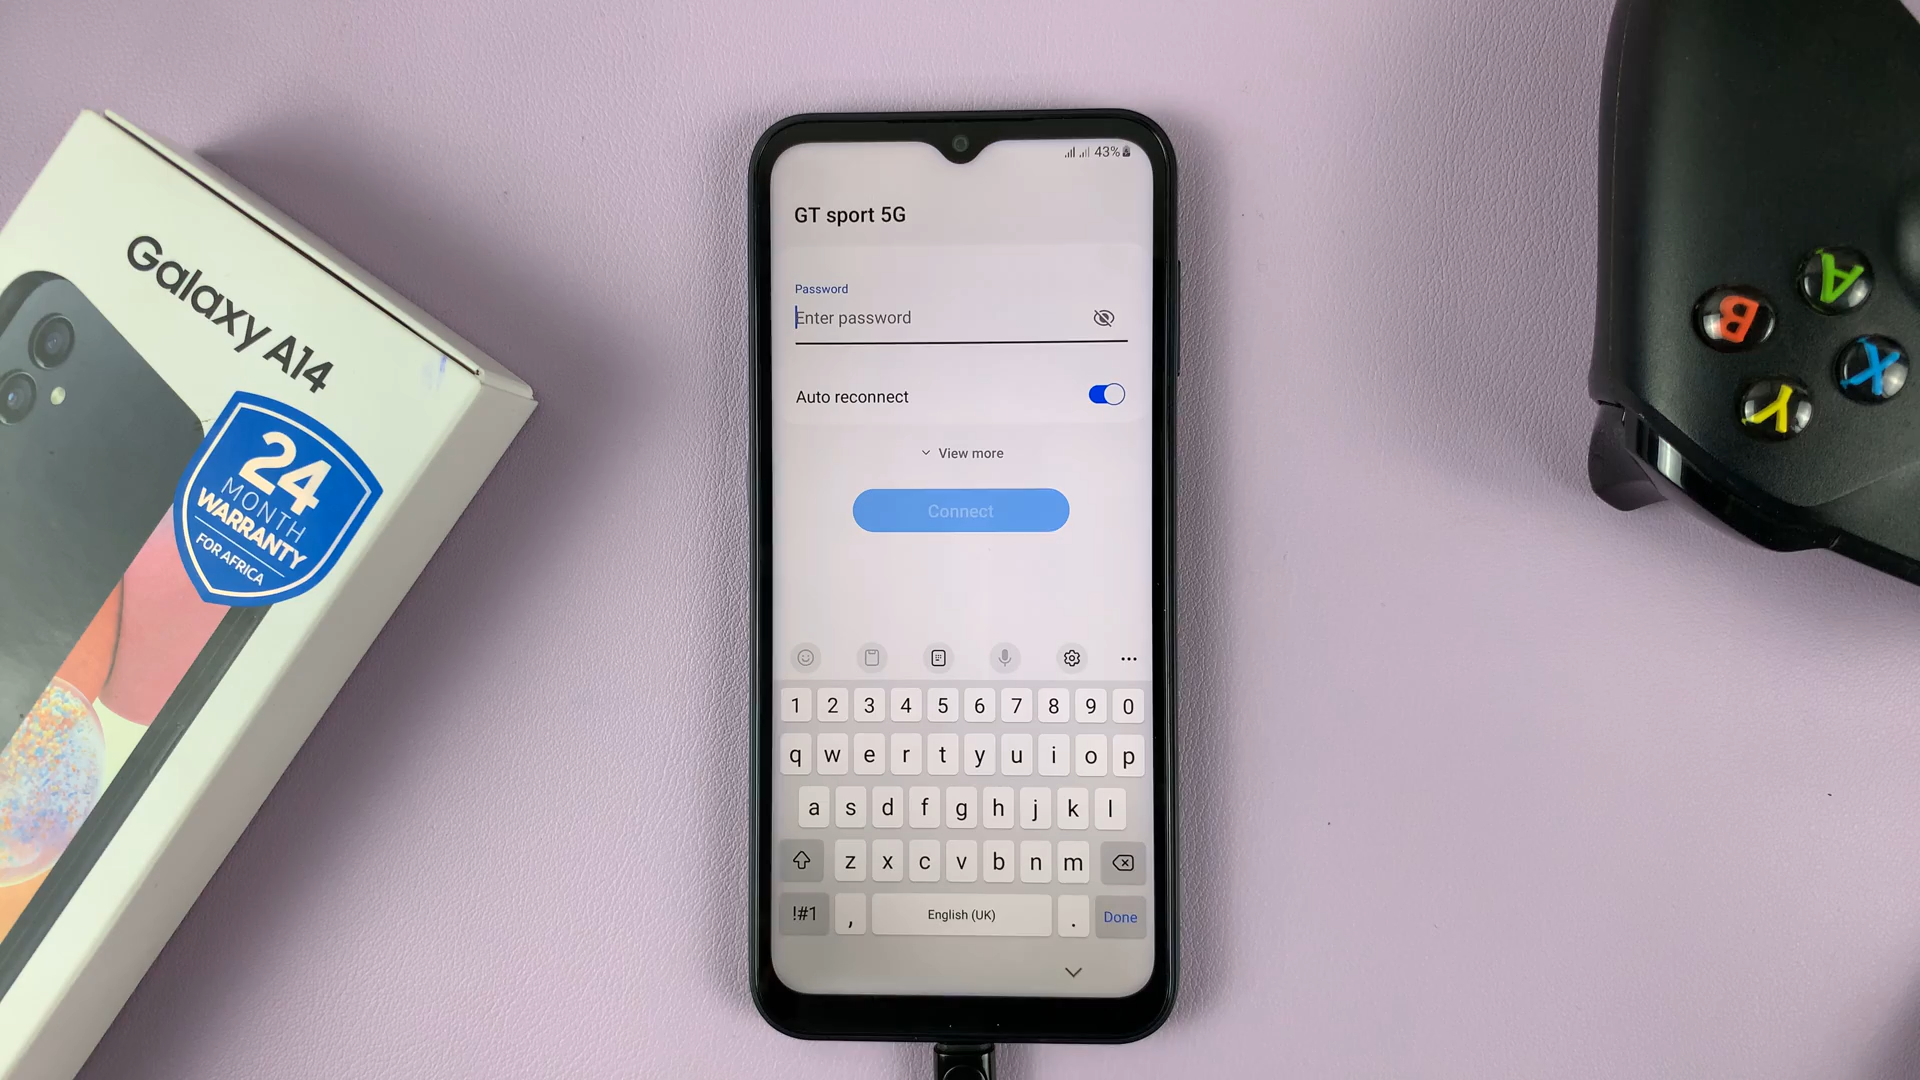 Galaxy A14
24
MONTH
WARRANTY
FOR AFRICA
43%
GT sport 5G
Password
Enter password
Auto reconnect
View more
Connect
1 2 3 4 5 6 7 8 9 0
q w e r t y u i o p
a s d f g h j k l
z x c v b n m
!#1 , English (UK) . Done
A
B
X
Y